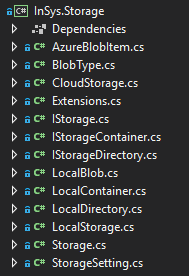 InSys.Storage
Dependencies
C# AzureBlobItem.cs
C# BlobType.cs
C# CloudStorage.cs
C# Extensions.cs
C# IStorage.cs
C# IStorageContainer.cs
C# IStorageDirectory.cs
C# LocalBlob.cs
C# LocalContainer.cs
C# LocalDirectory.cs
C# LocalStorage.cs
C# Storage.cs
C# StorageSetting.cs